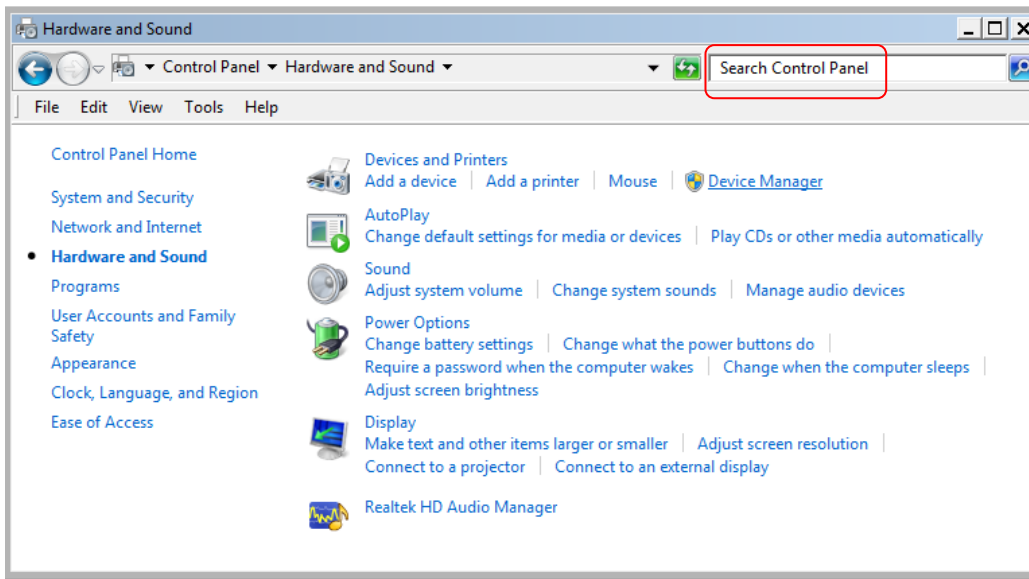 Hardware and Sound
Control Panel Hardware and Sound
Search Control Panel
File Edit View Tools Help
Control Panel Home
System and Security
Network and Internet
Hardware and Sound
Programs
User Accounts and Family
Safety
Appearance
Clock, Language, and Region
Ease of Access
Devices and Printers
Add a device Add a printer Mouse Device Manager
AutoPlay
Change default settings for media or devices Play CDs or other media automatically
Sound
Adjust system volume Change system sounds Manage audio devices
Power Options
Change battery settings Change what the power buttons do
Require a password when the computer wakes Change when the computer sleeps
Adjust screen brightness
Display
Make text and other items larger or smaller Adjust screen resolution
Connect to a projector Connect to an external display
Realtek HD Audio Manager